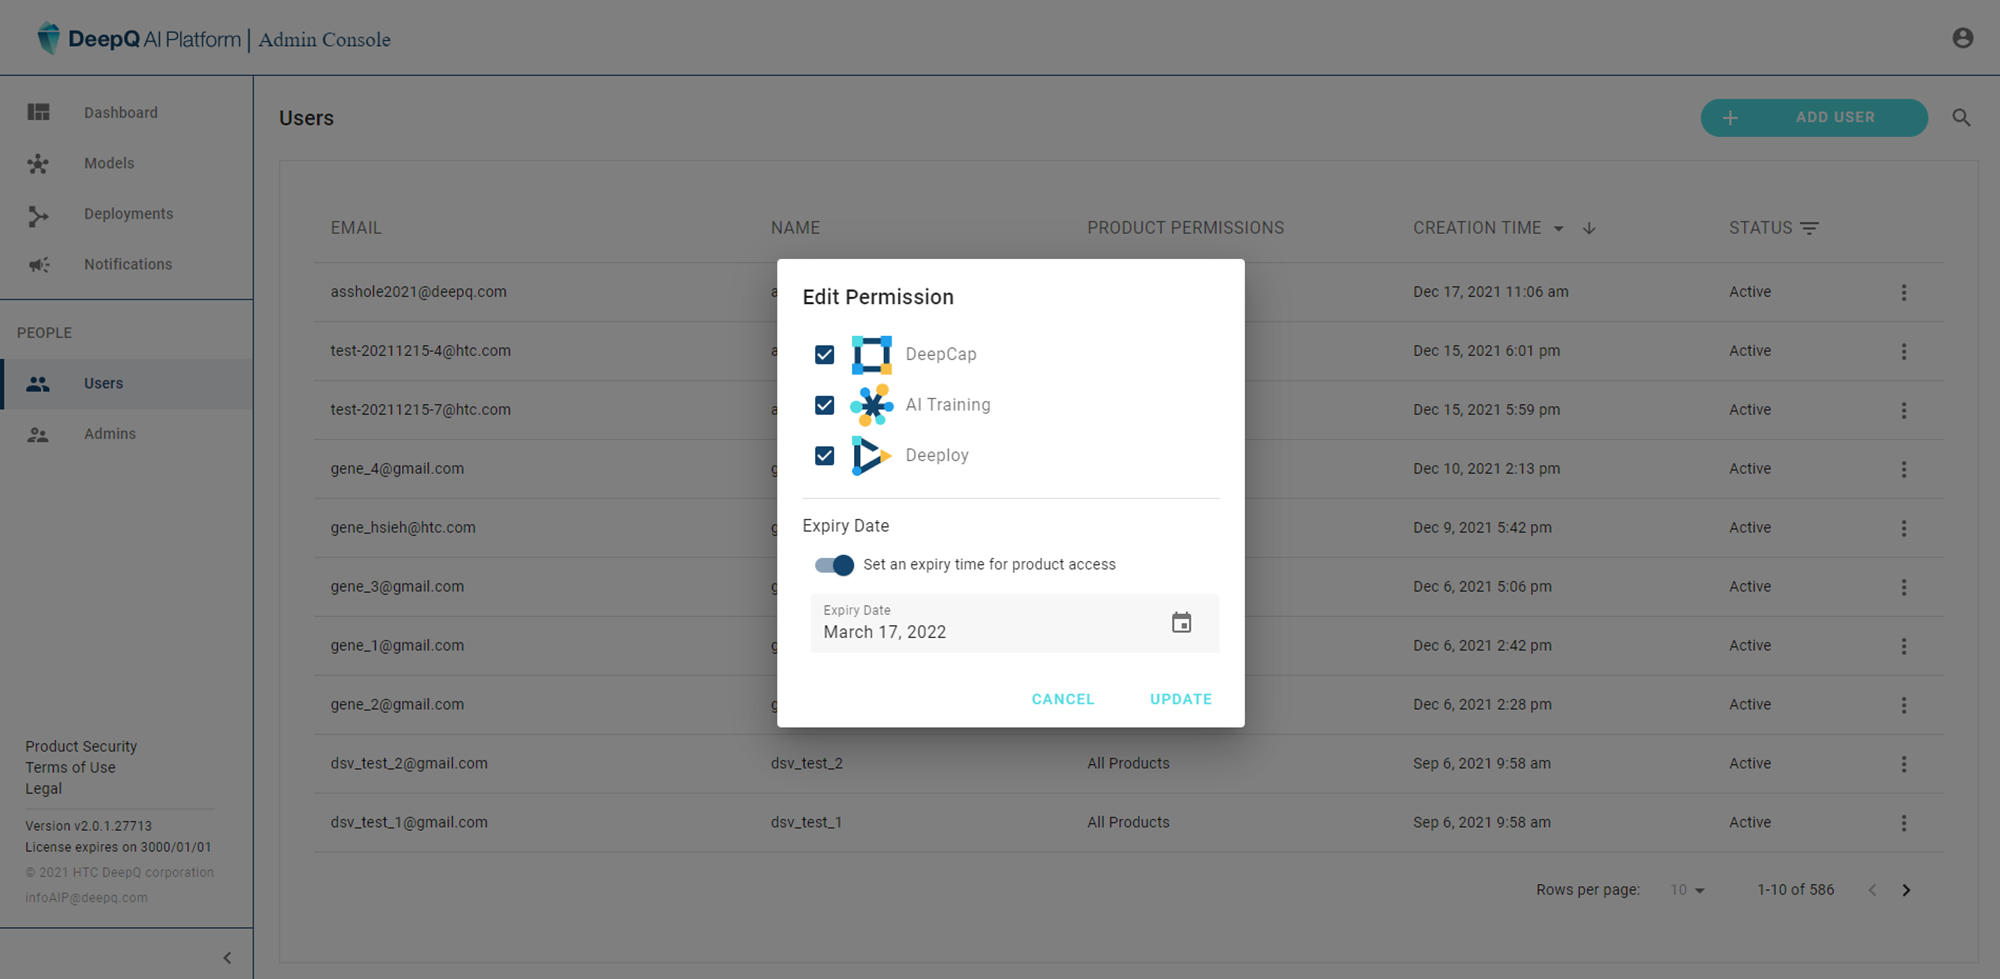 DeepQ AI Platform | Admin Console
Dashboard
Models
Deployments
Notifications
PEOPLE
Users
Admins
Product Security
Terms of Use
Legal
Version v2.0.1.27713
License expires on 3000/01/01
© 2021 HTC DeepQ corporation
infoAIP@deepq.com
Users
ADD USER
EMAIL NAME PRODUCT PERMISSIONS CREATION TIME STATUS
asshole2021@deepq.com a Dec 17, 2021 11:06 am Active
test-20211215-4@htc.com a Dec 15, 2021 6:01 pm Active
test-20211215-7@htc.com a Dec 15, 2021 5:59 pm Active
gene_4@gmail.com g Dec 10, 2021 2:13 pm Active
gene_hsieh@htc.com g Dec 9, 2021 5:42 pm Active
gene_3@gmail.com g Dec 6, 2021 5:06 pm Active
gene_1@gmail.com g Dec 6, 2021 2:42 pm Active
gene_2@gmail.com g Dec 6, 2021 2:28 pm Active
dsv_test_2@gmail.com dsv_test_2 All Products Sep 6, 2021 9:58 am Active
dsv_test_1@gmail.com dsv_test_1 All Products Sep 6, 2021 9:58 am Active
Rows per page: 10 1-10 of 586
Edit Permission
DeepCap
AI Training
Deeploy
Expiry Date
Set an expiry time for product access
Expiry Date
March 17, 2022
CANCEL UPDATE